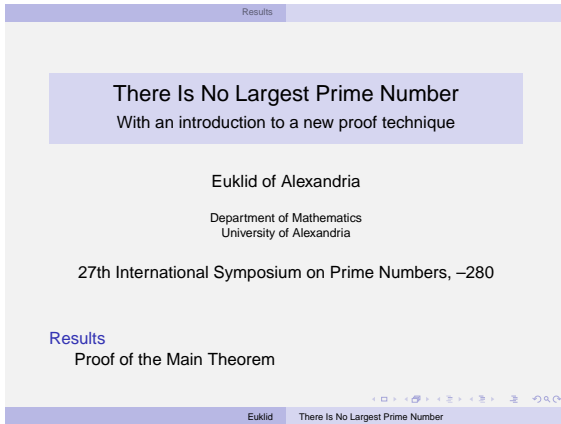 Results
There Is No Largest Prime Number
With an introduction to a new proof technique
Euklid of Alexandria
Department of Mathematics
University of Alexandria
27th International Symposium on Prime Numbers, –280
Results
Proof of the Main Theorem
Euklid There Is No Largest Prime Number